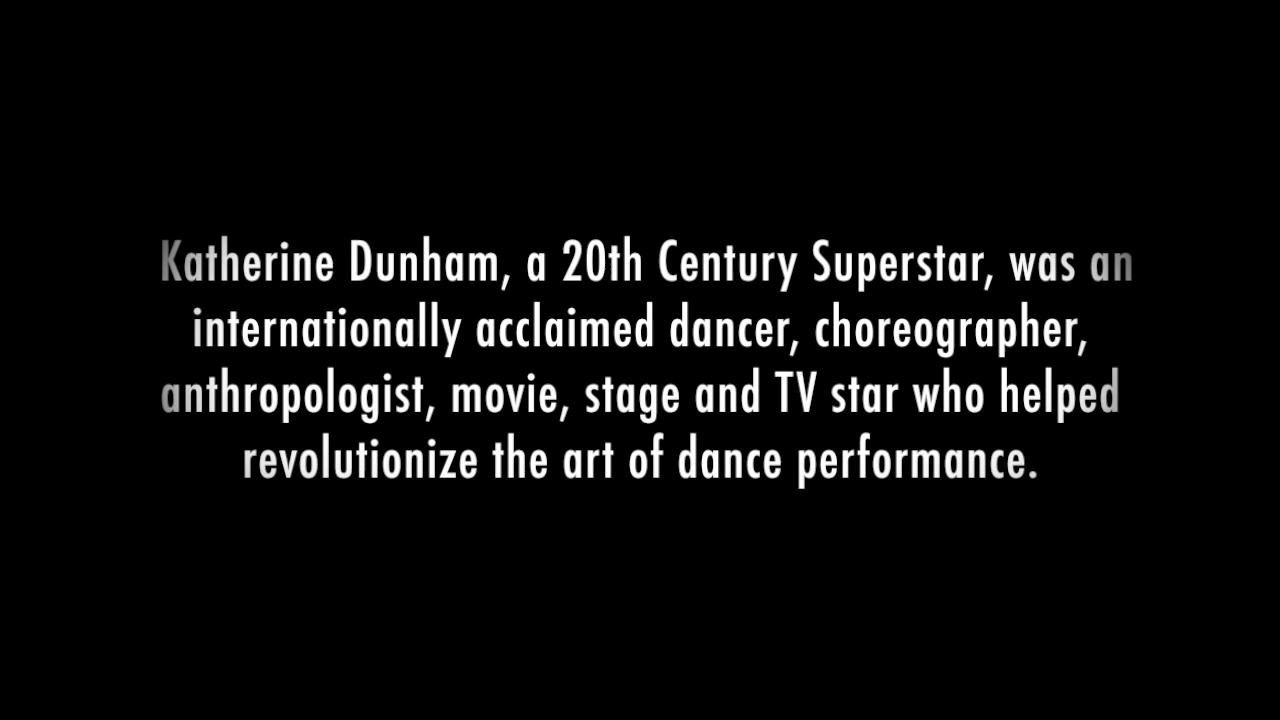 Katherine Dunham, a 20th Century Superstar, was an
internationally acclaimed dancer, choreographer,
anthropologist, movie, stage and TV star who helped
revolutionize the art of dance performance.